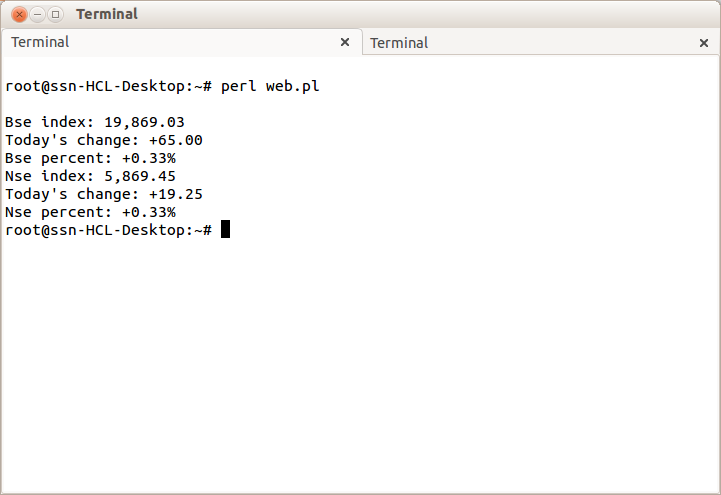 Terminal
Terminal
Terminal
root@ssn-HCL-Desktop:~# perl web.pl
Bse index: 19,869.03
Today's change: +65.00
Bse percent: +0.33%
Nse index: 5,869.45
Today's change: +19.25
Nse percent: +0.33%
root@ssn-HCL-Desktop:~#